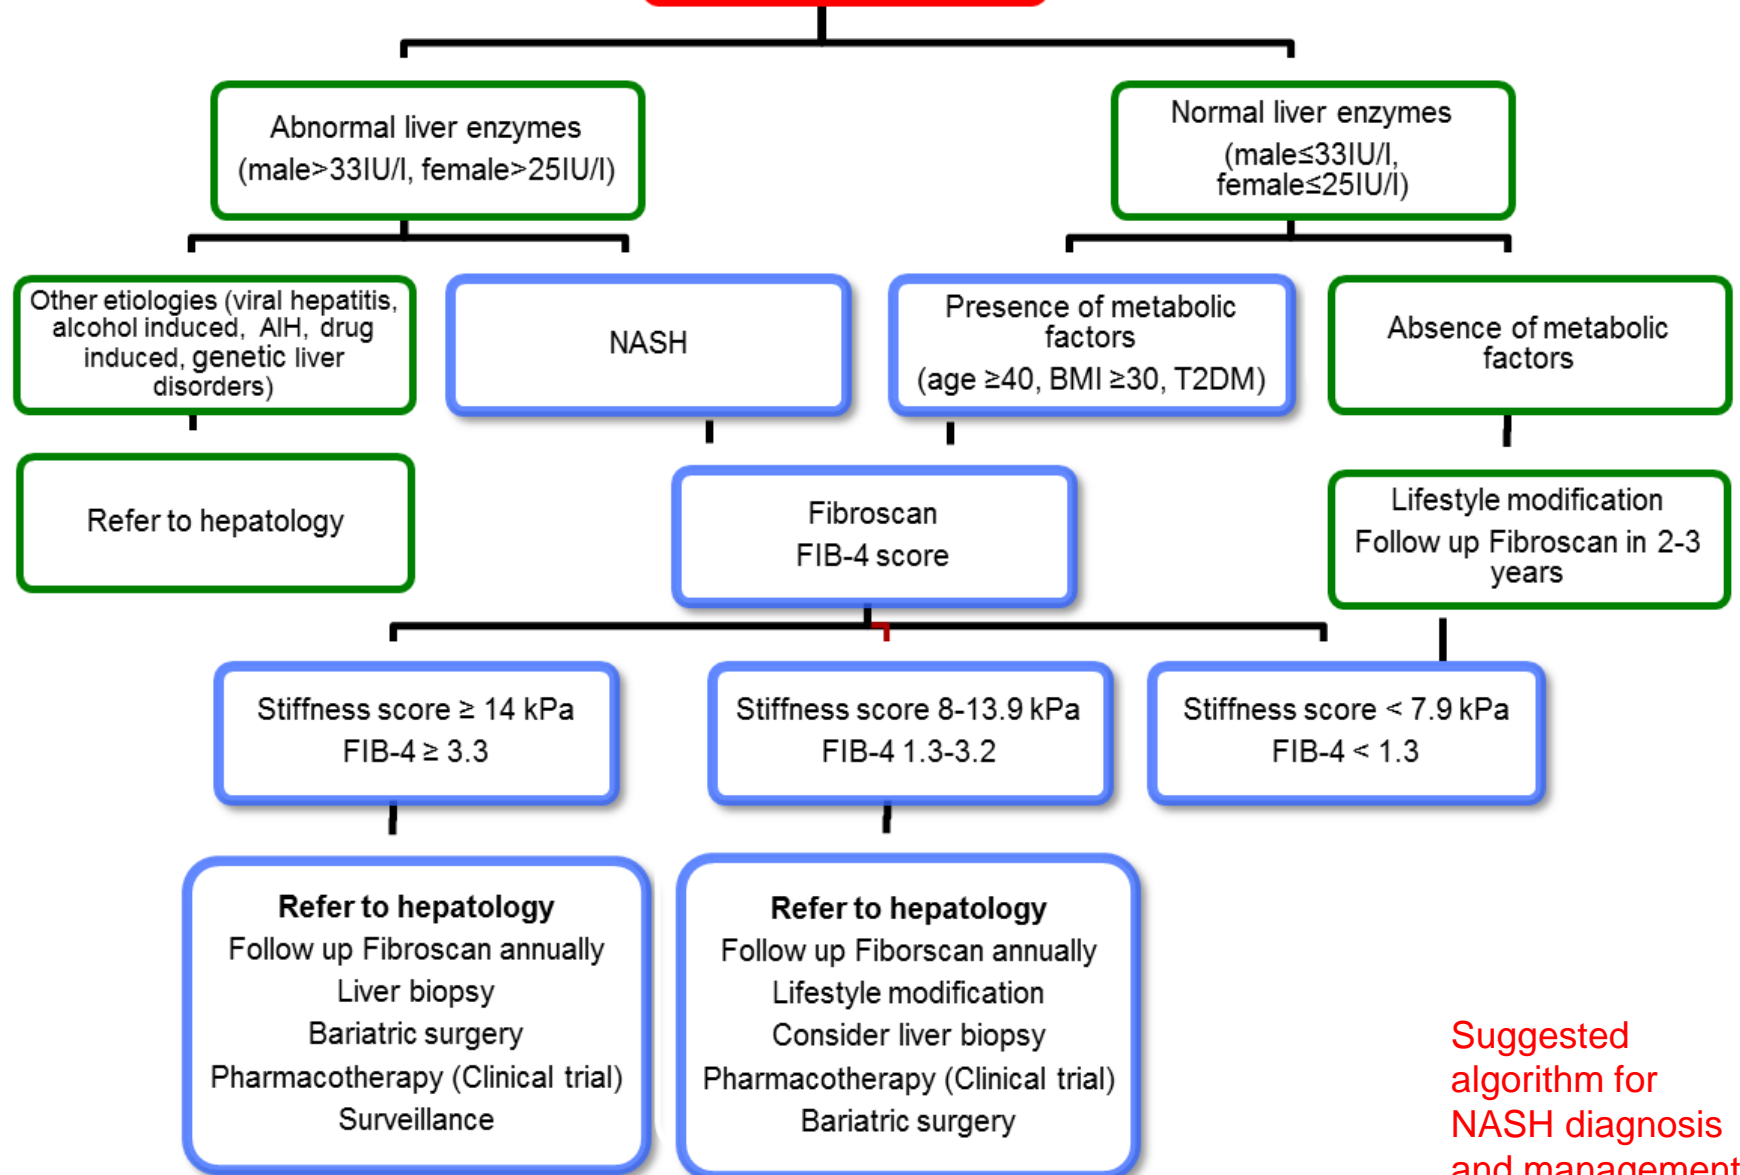 Abnormal liver enzymes
(male>33IU/l, female>25IU/l)
Normal liver enzymes
(male≤33IU/l,
female≤25IU/l)
Other etiologies (viral hepatitis,
alcohol induced, AIH, drug
induced, genetic liver
disorders)
NASH
Presence of metabolic
factors
(age ≥40, BMI ≥30, T2DM)
Absence of metabolic
factors
Refer to hepatology
Fibroscan
FIB-4 score
Lifestyle modification
Follow up Fibroscan in 2-3
years
Stiffness score ≥ 14 kPa
FIB-4 ≥ 3.3
Stiffness score 8-13.9 kPa
FIB-4 1.3-3.2
Stiffness score < 7.9 kPa
FIB-4 < 1.3
Refer to hepatology
Follow up Fibroscan annually
Liver biopsy
Bariatric surgery
Pharmacotherapy (Clinical trial)
Surveillance
Refer to hepatology
Follow up Fiborscan annually
Lifestyle modification
Consider liver biopsy
Pharmacotherapy (Clinical trial)
Bariatric surgery
Suggested
algorithm for
NASH diagnosis
and management